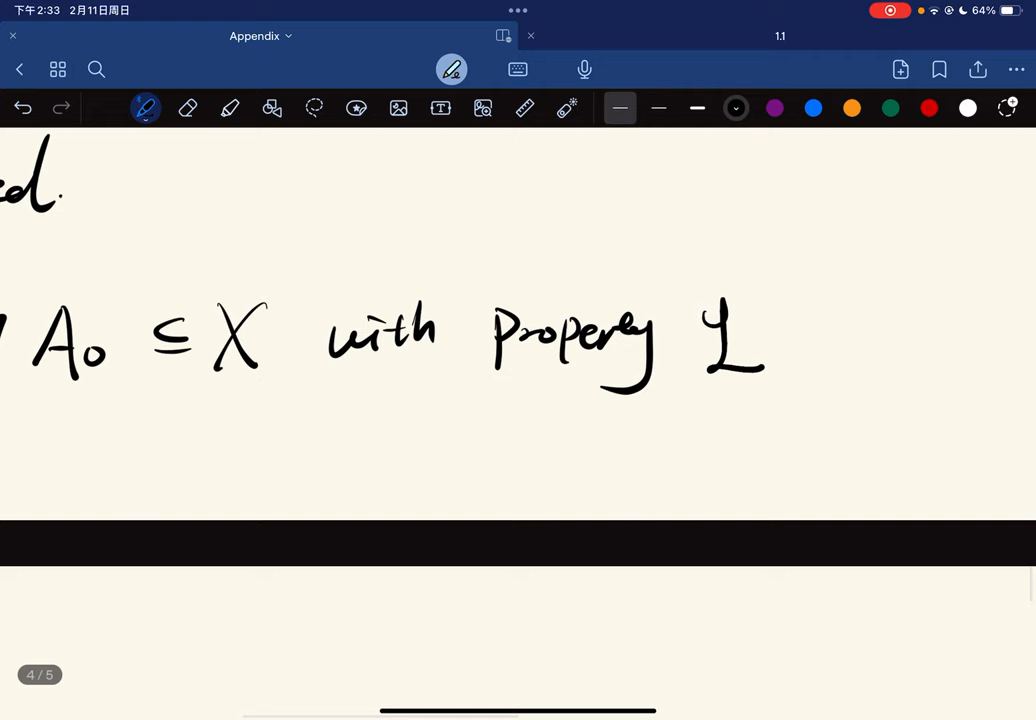 下午2:33 2月11日周日 64%
Appendix 1.1
ed.
A₀ ⊆ X with property L
4 / 5